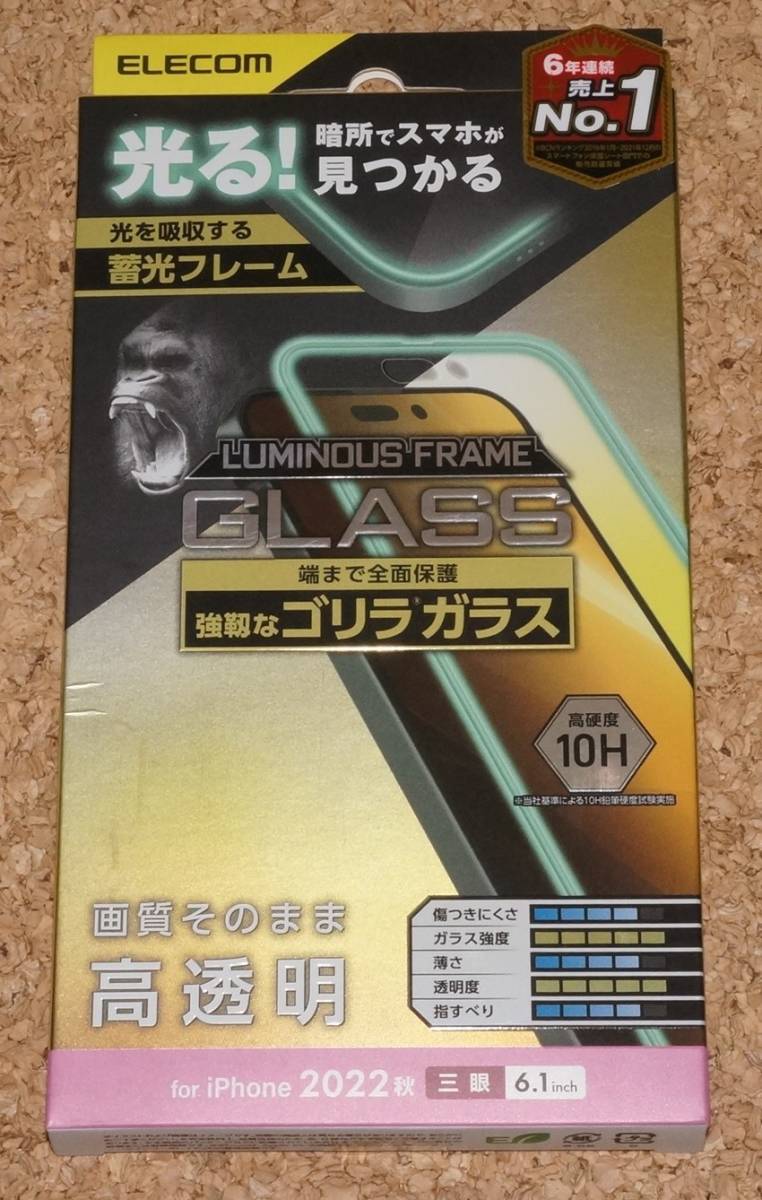 ELECOM
6年連続
売上
No.1
光る!
暗所でスマホが
見つかる
光を吸収する
蓄光フレーム
LUMINOUS FRAME
GLASS
端まで全面保護
強靱なゴリラ®ガラス
高硬度
10H
※当社基準による10H鉛筆硬度試験実施
画質そのまま
高透明
傷つきにくさ
ガラス強度
薄さ
透明度
指すべり
for iPhone 2022秋 三眼 6.1inch